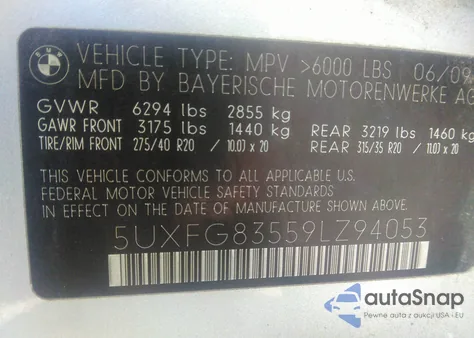 BMW
VEHICLE TYPE: MPV >6000 LBS 06/09
MFD BY BAYERISCHE MOTORENWERKE AG
GVWR 6294 lbs 2855 kg
GAWR FRONT 3175 lbs 1440 kg REAR 3219 lbs 1460 kg
TIRE/RIM FRONT 275/40 R20 / 10.0J x 20 REAR 315/35 R20 / 11.0J x 20
THIS VEHICLE CONFORMS TO ALL APPLICABLE U.S.
FEDERAL MOTOR VEHICLE SAFETY STANDARDS
IN EFFECT ON THE DATE OF MANUFACTURE SHOWN ABOVE.
5UXFG83559LZ94053
autoSnap
Pewne auta z aukcji USA i EU